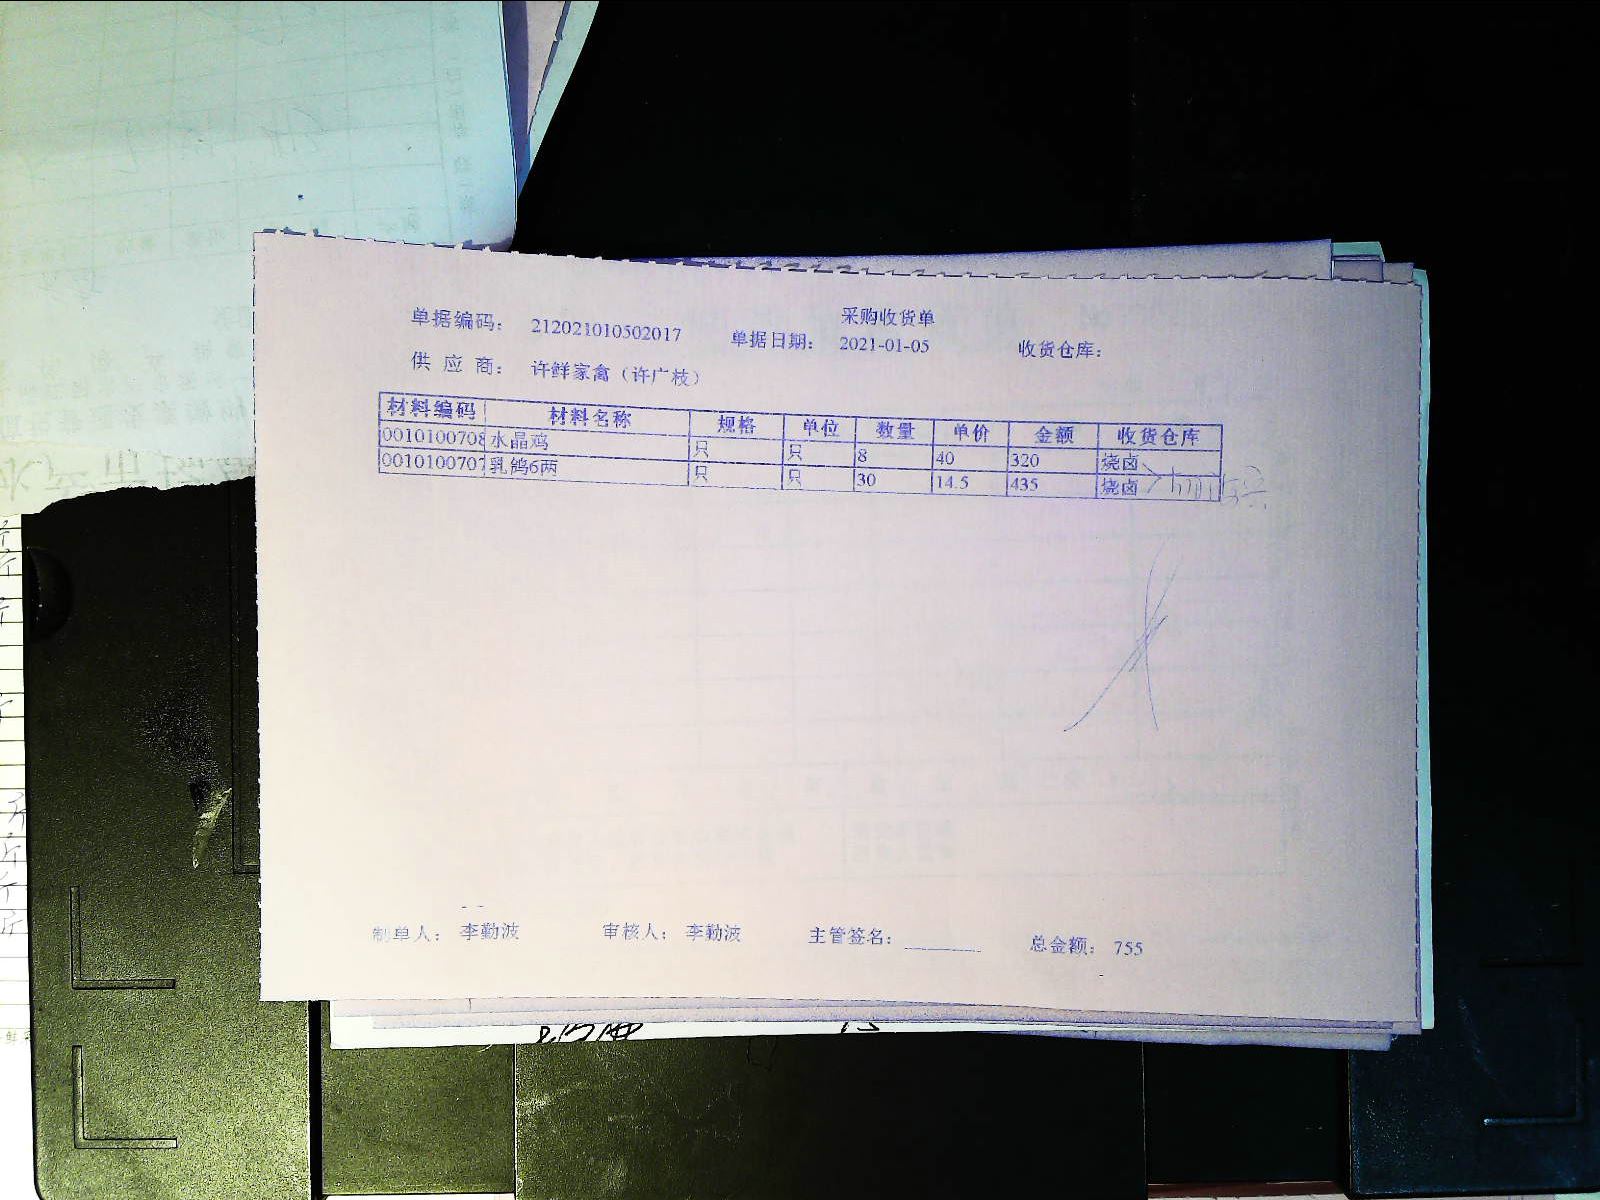 采购收货单
单据编码： 212021010502017 单据日期： 2021-01-05 收货仓库：
供 应 商： 许鲜家禽（许广枝）
材料编码 材料名称 规格 单位 数量 单价 金额 收货仓库
0010100708 水晶鸡 只 只 8 40 320 烧卤
0010100707 乳鸽6两 只 只 30 14.5 435 烧卤
制单人： 李勤波 审核人： 李勤波 主管签名： 总金额： 755